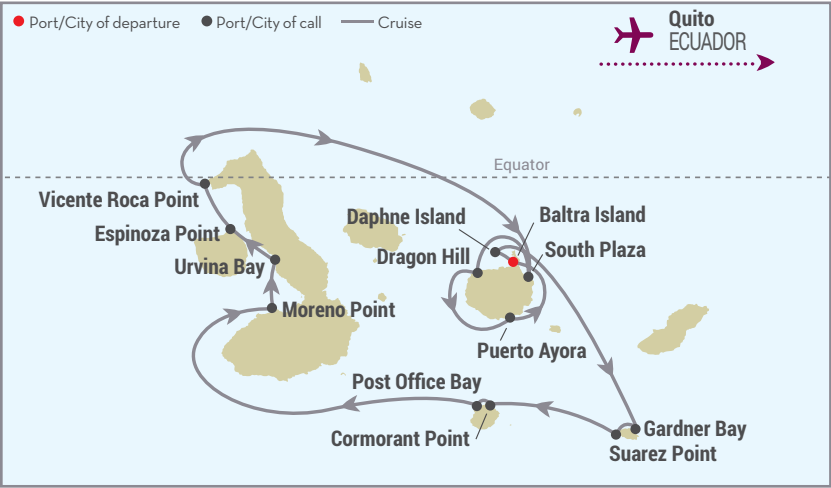 Port/City of departure
Port/City of call
Cruise
Quito
ECUADOR
Equator
Vicente Roca Point
Daphne Island
Baltra Island
Espinoza Point
Dragon Hill
South Plaza
Urvina Bay
Moreno Point
Puerto Ayora
Post Office Bay
Cormorant Point
Gardner Bay
Suarez Point